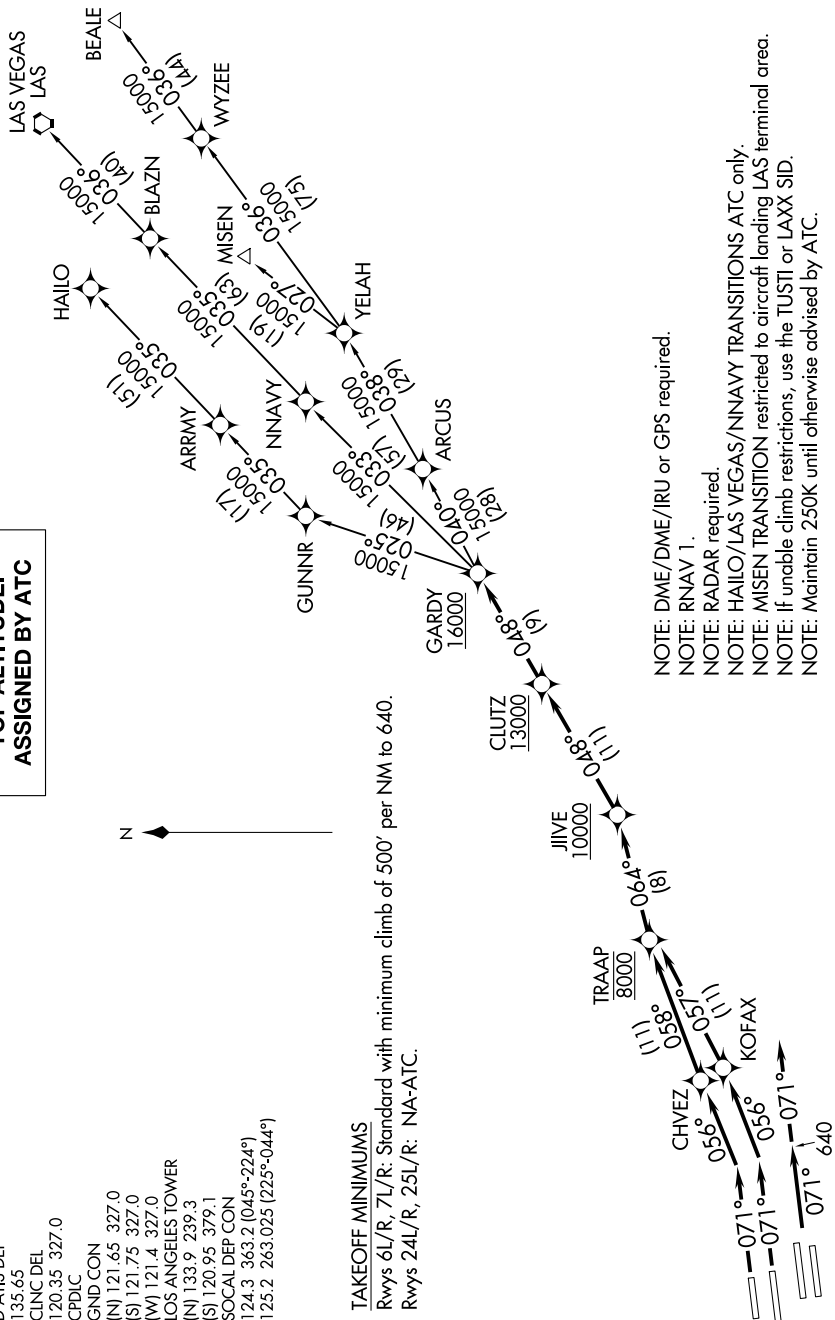 TOP ALTITUDE:
ASSIGNED BY ATC
D-ATIS DEP
135.65
CLNC DEL
120.35 327.0
CPDLC
GND CON
(N) 121.65 327.0
(S) 121.75 327.0
(W) 121.4 327.0
LOS ANGELES TOWER
(N) 133.9 239.3
(S) 120.95 379.1
SOCAL DEP CON
124.3 363.2 (045°-224°)
125.2 263.025 (225°-044°)
N
TAKEOFF MINIMUMS
Rwys 6L/R, 7L/R: Standard with minimum climb of 500' per NM to 640.
Rwys 24L/R, 25L/R: NA-ATC.
LAS VEGAS
LAS
BEALE
15000
036°
(44)
WYZEE
15000
036°
(40)
BLAZN
HAILO
15000
035°
(51)
ARRMY
15000
035°
(17)
GUNNR
15000
025°
(46)
15000
035°
(63)
NNAVY
15000
033°
(57)
MISEN
15000
027°
(19)
15000
036°
(75)
YELAH
15000
038°
(29)
ARCUS
15000
040°
(28)
GARDY
16000
048°
(9)
CLUTZ
13000
048°
(11)
JIIVE
10000
064°
(8)
TRAAP
8000
(11)
058°
057°
(11)
CHVEZ
KOFAX
056°
056°
071°
071°
071°
071°
640
NOTE: DME/DME/IRU or GPS required.
NOTE: RNAV 1.
NOTE: RADAR required.
NOTE: HAILO/LAS VEGAS/NNAVY TRANSITIONS ATC only.
NOTE: MISEN TRANSITION restricted to aircraft landing LAS terminal area.
NOTE: If unable climb restrictions, use the TUSTI or LAXX SID.
NOTE: Maintain 250K until otherwise advised by ATC.